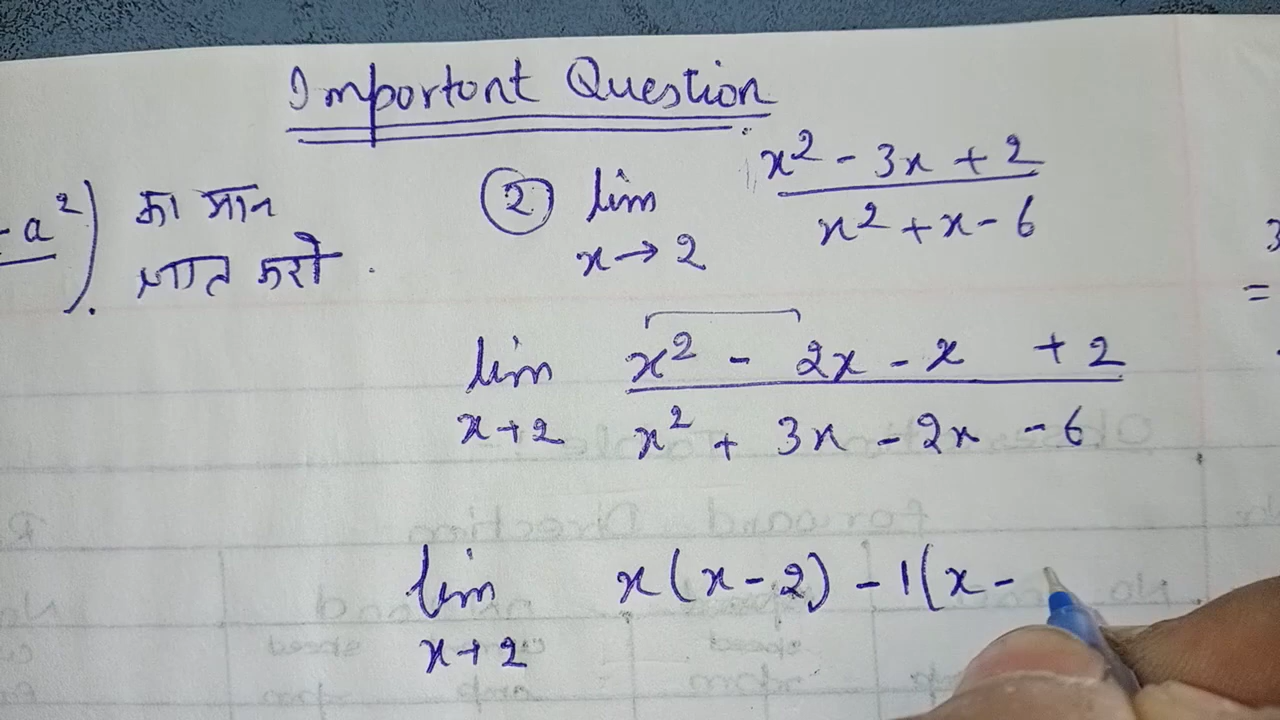 Important Question
-a²) का मान
ज्ञात करो.
② lim x→2 (x² - 3x + 2)/(x² + x - 6)
3
=
lim x→2 (x² - 2x - x + 2)/(x² + 3x - 2x - 6)
lim x→2 x(x-2) - 1(x -